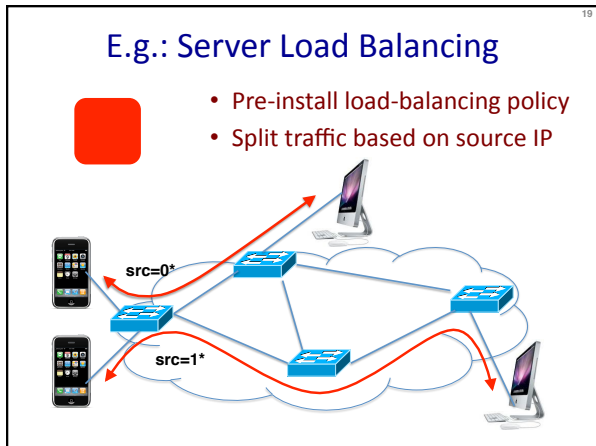 19
E.g.: Server Load Balancing
• Pre-install load-balancing policy
• Split traffic based on source IP
src=0*
src=1*